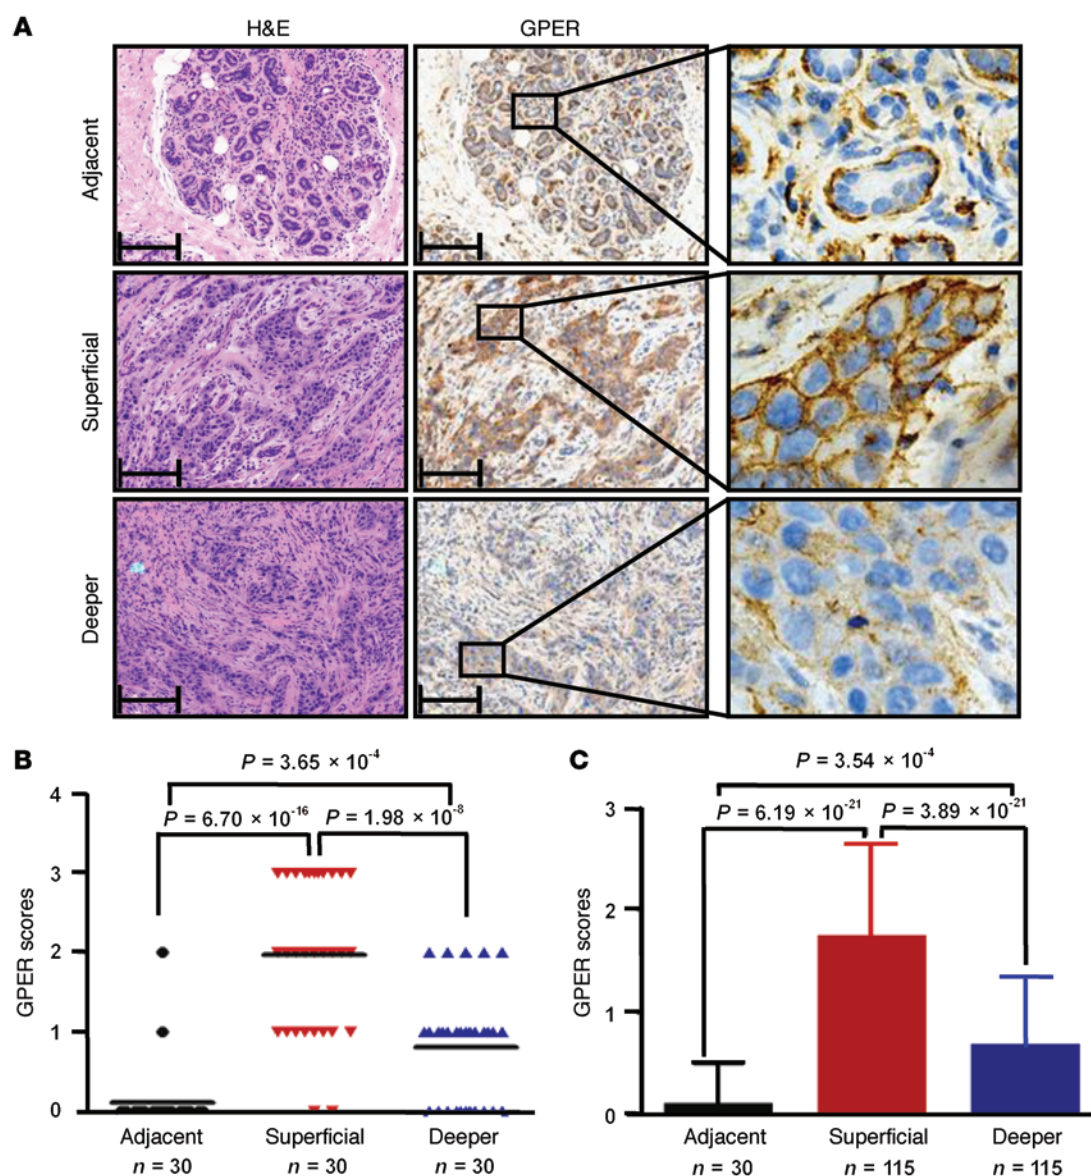 A
H&E GPER
Adjacent
Superficial
Deeper
B
P = 3.65 × 10-4
P = 6.70 × 10-16 P = 1.98 × 10-8
GPER scores
4
3
2
1
0
Adjacent Superficial Deeper
n = 30 n = 30 n = 30
C
P = 3.54 × 10-4
P = 6.19 × 10-21 P = 3.89 × 10-21
GPER scores
3
2
1
0
Adjacent Superficial Deeper
n = 30 n = 115 n = 115